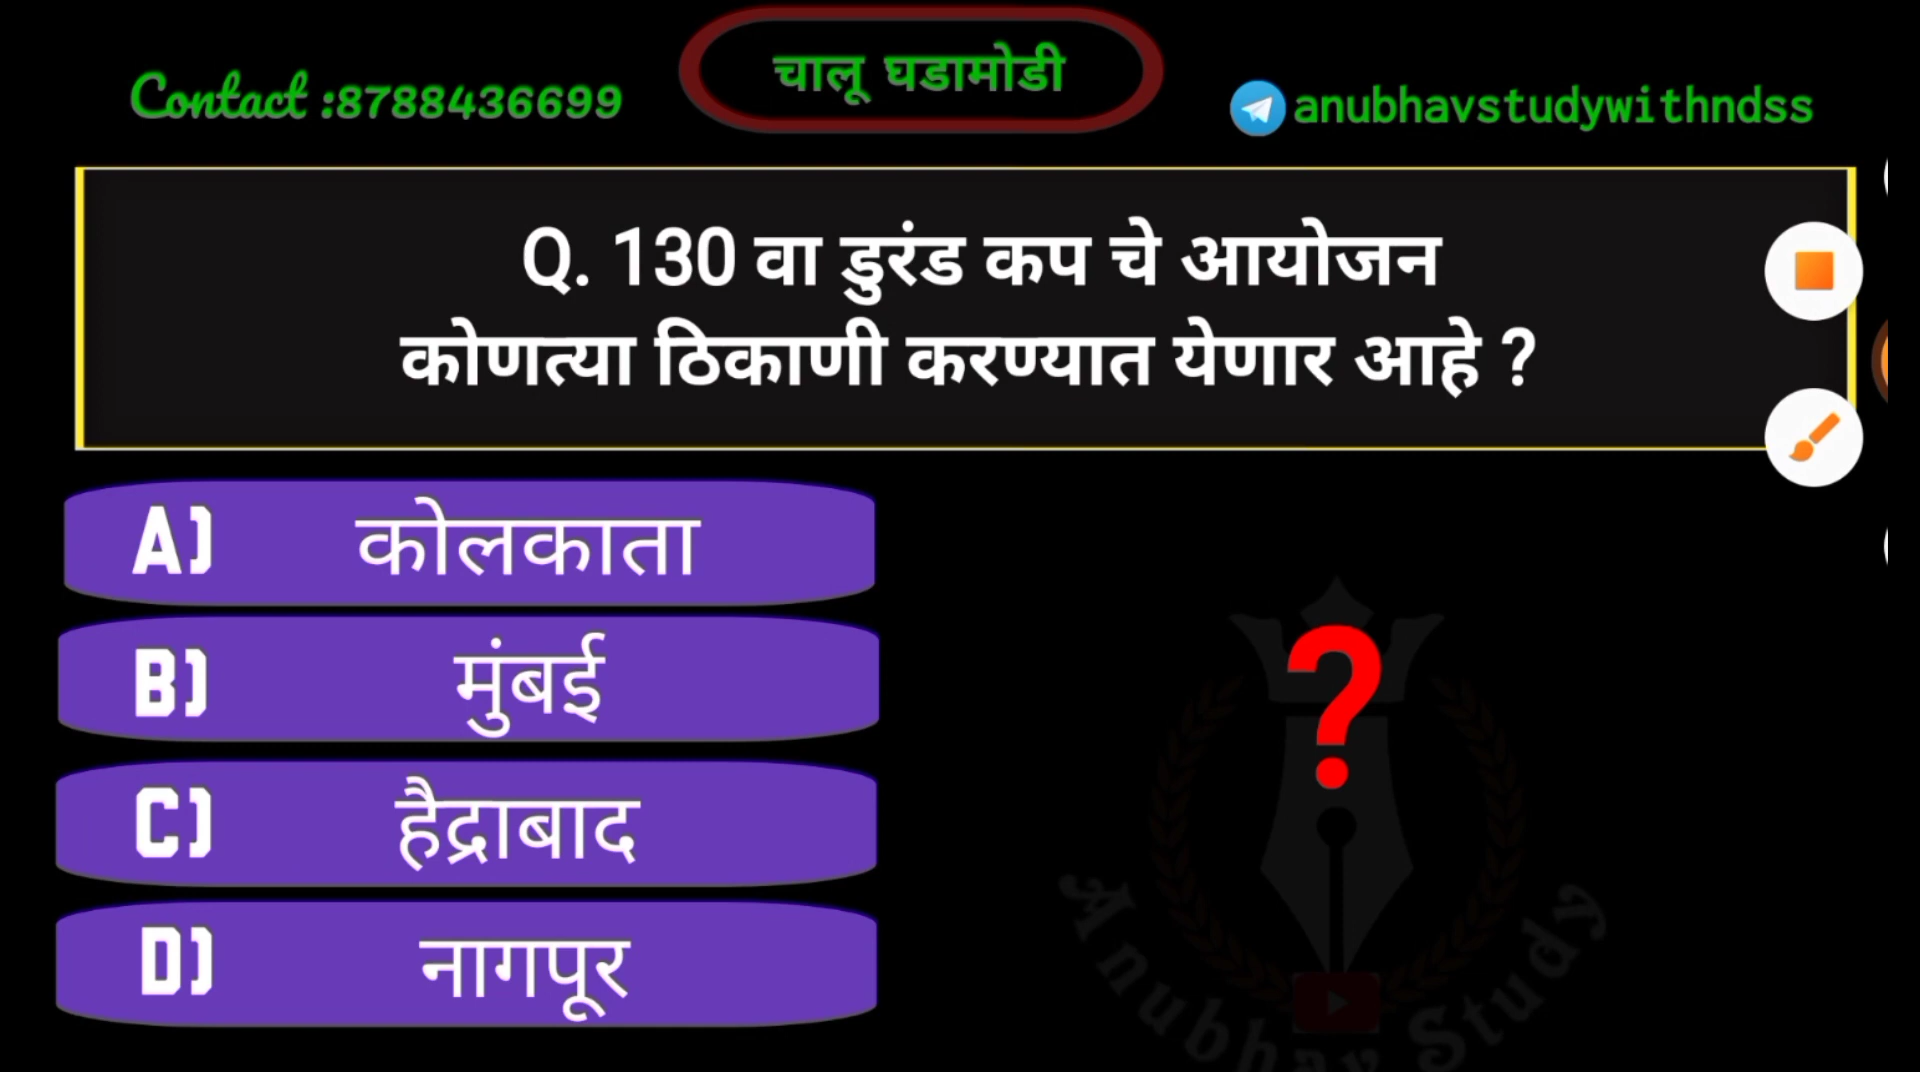 चालू घडामोडी
Contact :8788436699
anubhavstudywithndss
Q. 130 वा डुरंड कप चे आयोजन
कोणत्या ठिकाणी करण्यात येणार आहे ?
A) कोलकाता
B) मुंबई
C) हैद्राबाद
D) नागपूर
?
Anubhav Study